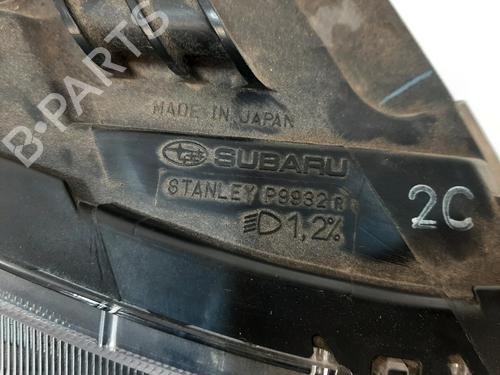 B-PARTS
MADE IN JAPAN
SUBARU
STANLEY P9932 R
1,2%
2C